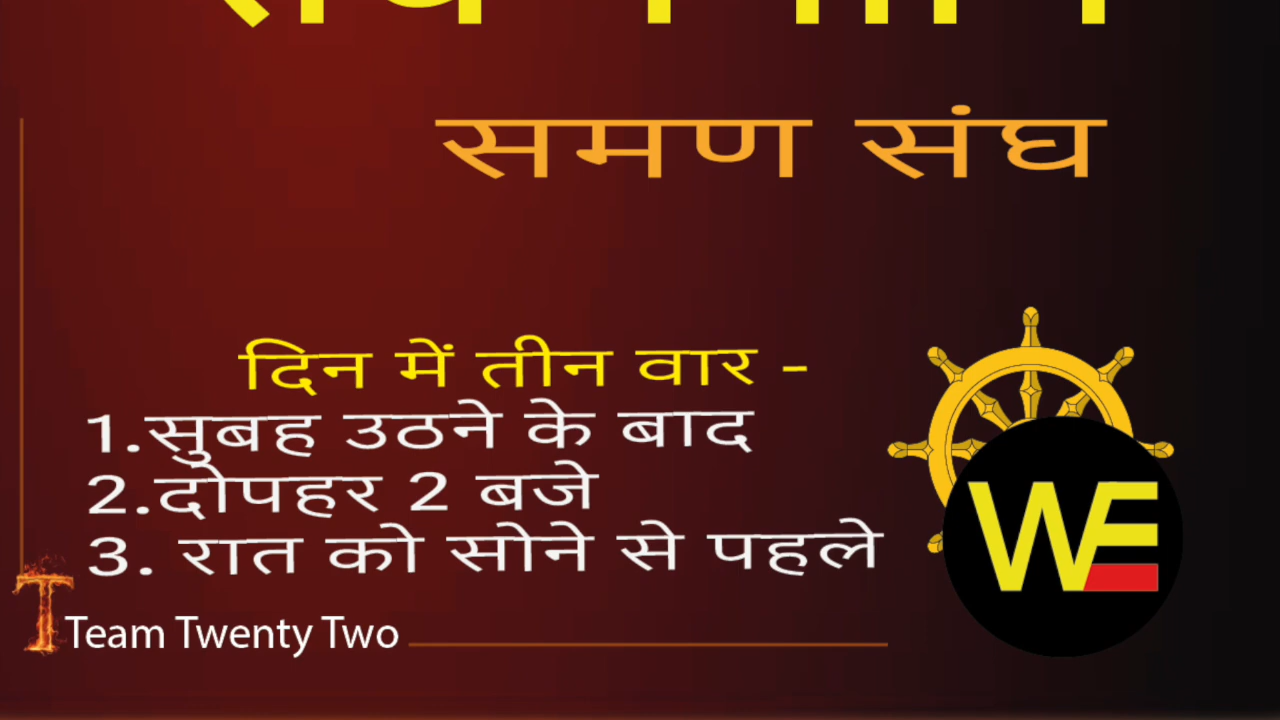 समण संघ
दिन में तीन वार -
1.सुबह उठने के बाद
2.दोपहर 2 बजे
3. रात को सोने से पहले
T
Team Twenty Two
WE